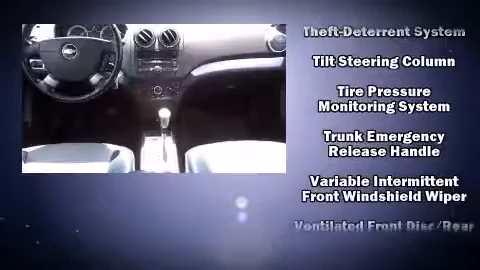 Theft-Deterrent System
Tilt Steering Column
Tire Pressure
Monitoring System
Trunk Emergency
Release Handle
Variable Intermittent
Front Windshield Wiper
Ventilated Front Disc/Rear